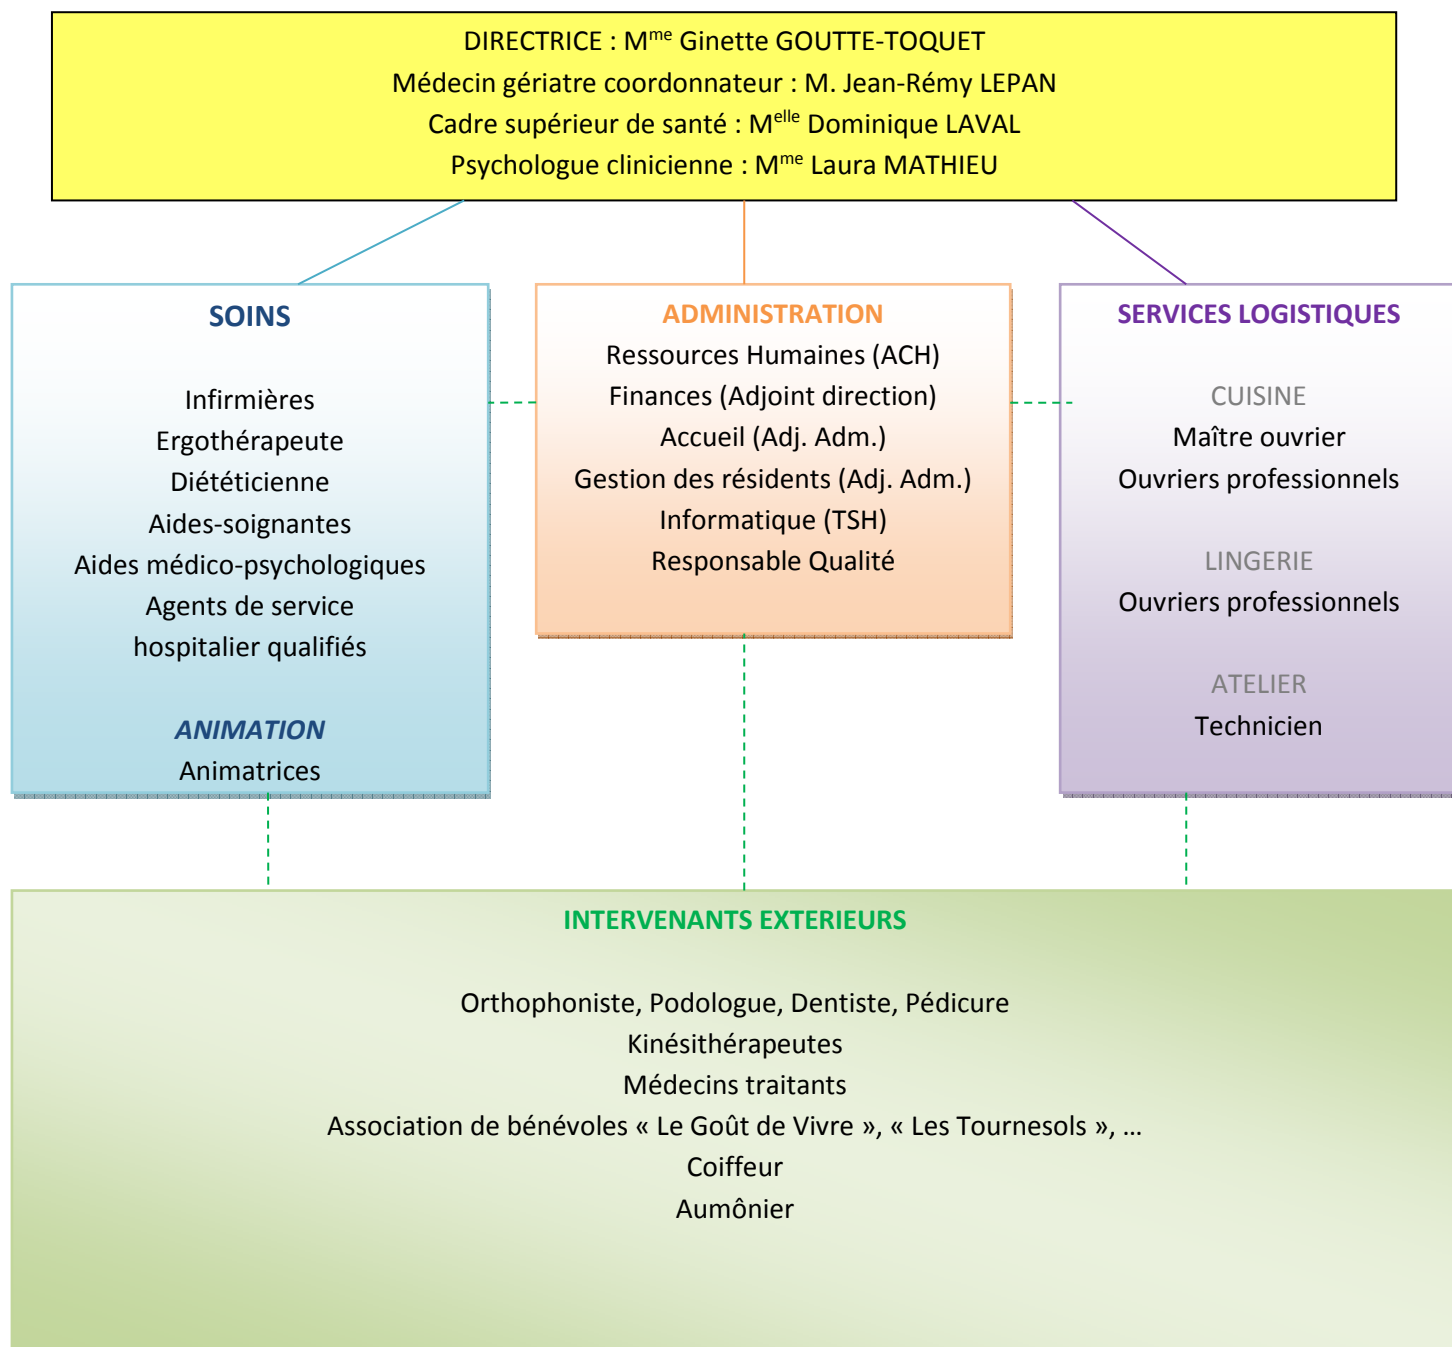 DIRECTRICE : Mme Ginette GOUTTE-TOQUET
Médecin gériatre coordonnateur : M. Jean-Rémy LEPAN
Cadre supérieur de santé : Melle Dominique LAVAL
Psychologue clinicienne : Mme Laura MATHIEU
SOINS
Infirmières
Ergothérapeute
Diététicienne
Aides-soignantes
Aides médico-psychologiques
Agents de service
hospitalier qualifiés
ANIMATION
Animatrices
ADMINISTRATION
Ressources Humaines (ACH)
Finances (Adjoint direction)
Accueil (Adj. Adm.)
Gestion des résidents (Adj. Adm.)
Informatique (TSH)
Responsable Qualité
SERVICES LOGISTIQUES
CUISINE
Maître ouvrier
Ouvriers professionnels
LINGERIE
Ouvriers professionnels
ATELIER
Technicien
INTERVENANTS EXTERIEURS
Orthophoniste, Podologue, Dentiste, Pédicure
Kinésithérapeutes
Médecins traitants
Association de bénévoles « Le Goût de Vivre », « Les Tournesols », …
Coiffeur
Aumônier